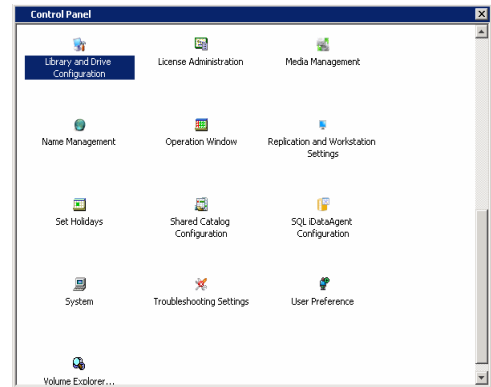 Control Panel
Library and Drive
Configuration
License Administration
Media Management
Name Management
Operation Window
Replication and Workstation
Settings
Set Holidays
Shared Catalog
Configuration
SQL iDataAgent
Configuration
System
Troubleshooting Settings
User Preference
Volume Explorer...